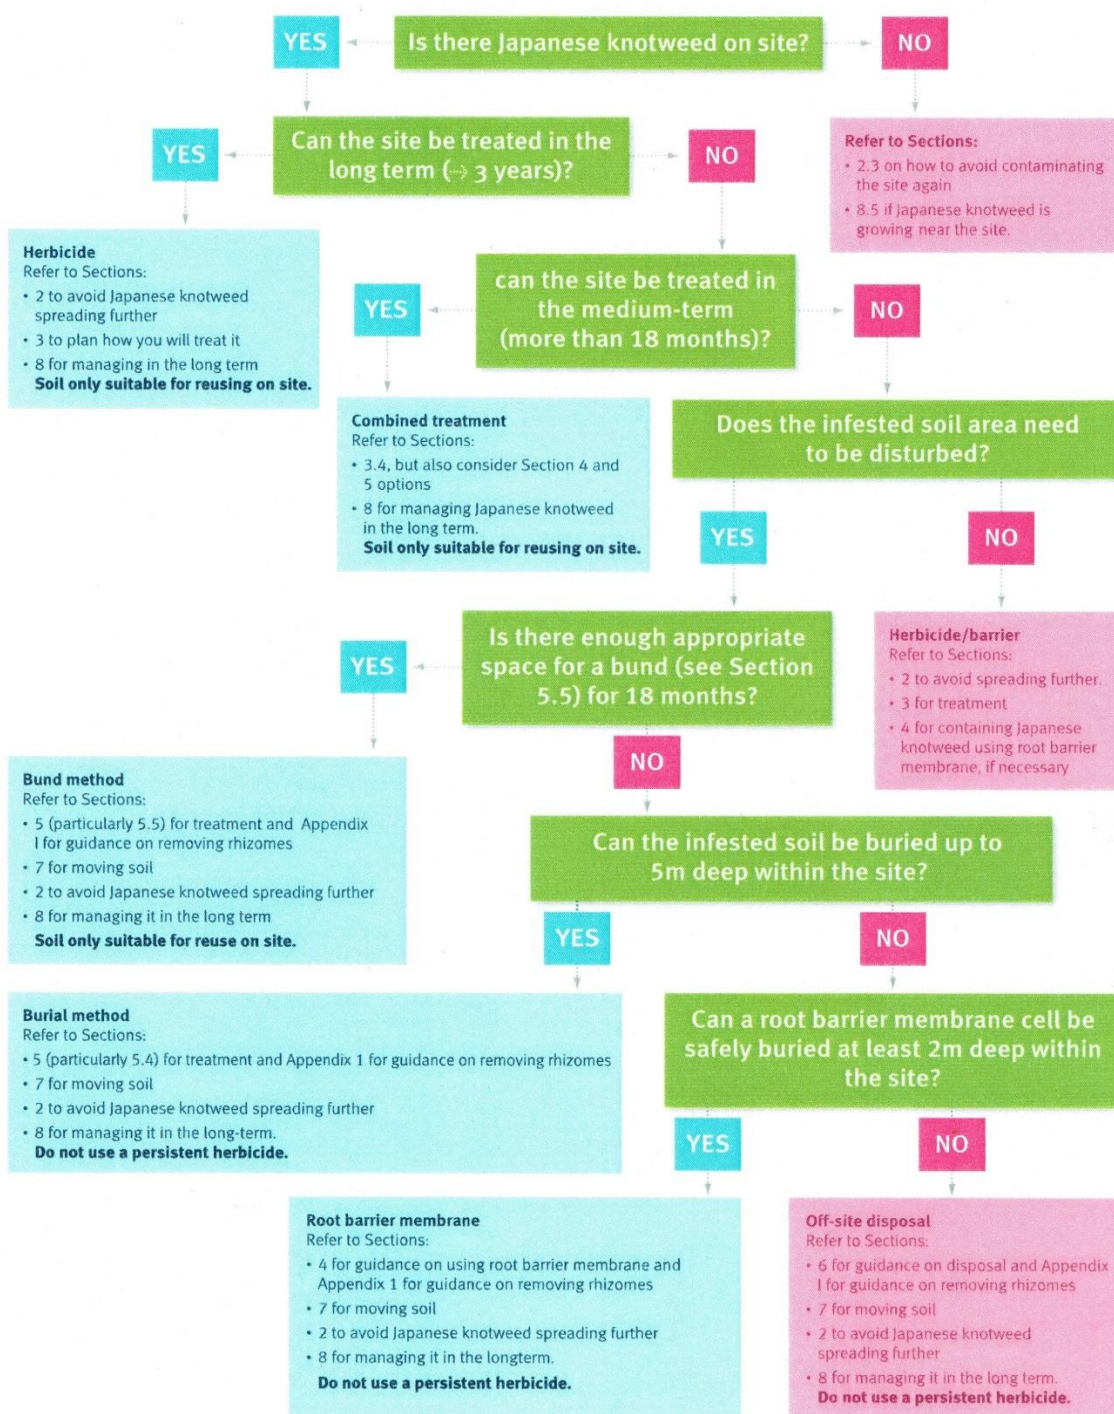 YES
Is there Japanese knotweed on site?
NO
YES
Can the site be treated in the
long term (→ 3 years)?
NO
Refer to Sections:
• 2.3 on how to avoid contaminating
the site again
• 8.5 if Japanese knotweed is
growing near the site.
Herbicide
Refer to Sections:
• 2 to avoid Japanese knotweed
spreading further
• 3 to plan how you will treat it
• 8 for managing in the long term
Soil only suitable for reusing on site.
YES
can the site be treated in
the medium-term
(more than 18 months)?
NO
Combined treatment
Refer to Sections:
• 3.4, but also consider Section 4 and
5 options
• 8 for managing Japanese knotweed
in the long term.
Soil only suitable for reusing on site.
Does the infested soil area need
to be disturbed?
YES
NO
YES
Is there enough appropriate
space for a bund (see Section
5.5) for 18 months?
Herbicide/barrier
Refer to Sections:
• 2 to avoid spreading further.
• 3 for treatment
• 4 for containing Japanese
knotweed using root barrier
membrane, if necessary
NO
Bund method
Refer to Sections:
• 5 (particularly 5.5) for treatment and Appendix
I for guidance on removing rhizomes
• 7 for moving soil
• 2 to avoid Japanese knotweed spreading further
• 8 for managing it in the long term
Soil only suitable for reuse on site.
Can the infested soil be buried up to
5m deep within the site?
YES
NO
Burial method
Refer to Sections:
• 5 (particularly 5.4) for treatment and Appendix 1 for guidance on removing rhizomes
• 7 for moving soil
• 2 to avoid Japanese knotweed spreading further
• 8 for managing it in the long-term.
Do not use a persistent herbicide.
Can a root barrier membrane cell be
safely buried at least 2m deep within
the site?
YES
NO
Root barrier membrane
Refer to Sections:
• 4 for guidance on using root barrier membrane and
Appendix 1 for guidance on removing rhizomes
• 7 for moving soil
• 2 to avoid Japanese knotweed spreading further
• 8 for managing it in the longterm.
Do not use a persistent herbicide.
Off-site disposal
Refer to Sections:
• 6 for guidance on disposal and Appendix
I for guidance on removing rhizomes
• 7 for moving soil
• 2 to avoid Japanese knotweed
spreading further
• 8 for managing it in the long term.
Do not use a persistent herbicide.